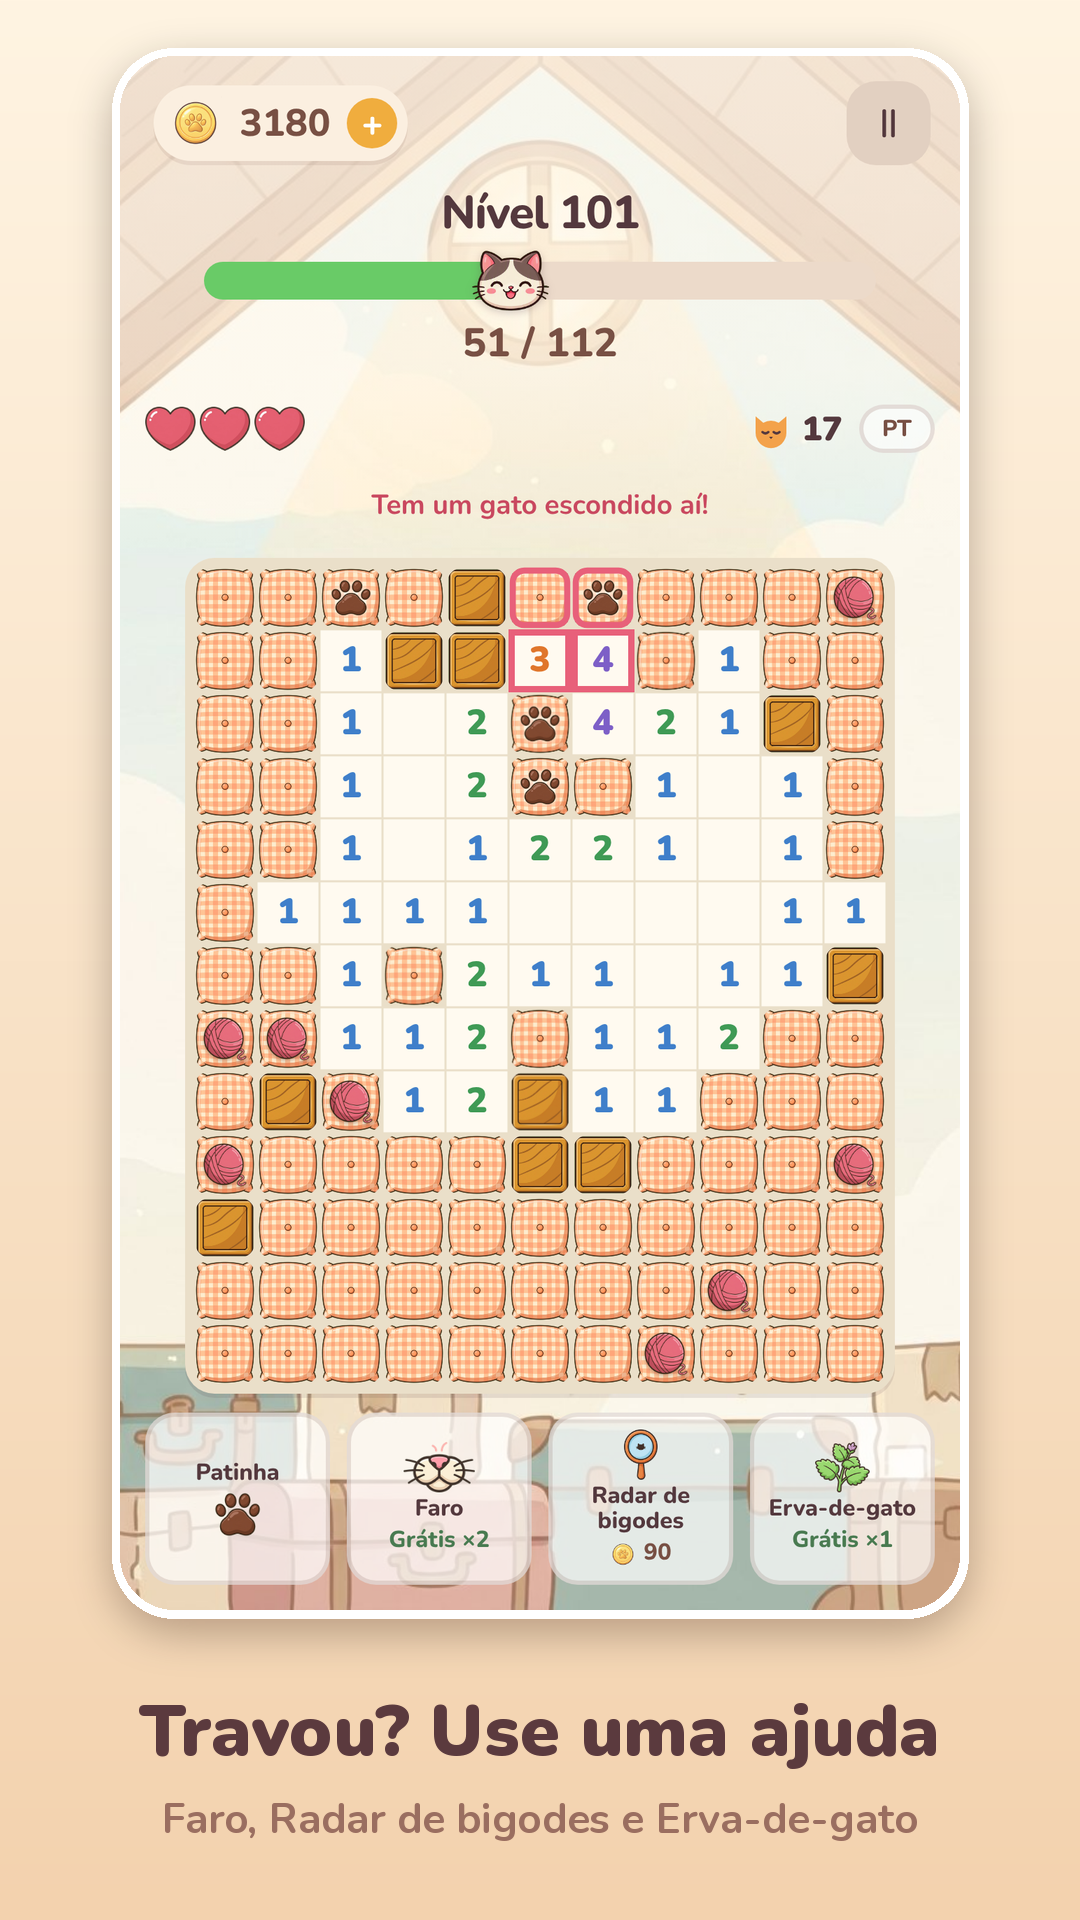 3180 +
Nível 101
51 / 112
17 PT
Tem um gato escondido aí!
1 3 4 1
1 2 4 2 1
1 2 1 1
1 1 2 2 1 1
1 1 1 1 1 1
1 2 1 1 1 1
1 1 2 1 1 2
1 2 1 1
Patinha
Faro
Grátis ×2
Radar de
bigodes
90
Erva-de-gato
Grátis ×1
Travou? Use uma ajuda
Faro, Radar de bigodes e Erva-de-gato